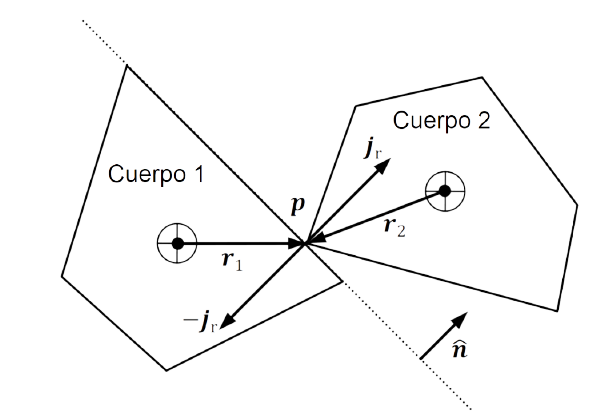 Cuerpo 2
j_r
Cuerpo 1
p
r_2
r_1
−j_r
n̂